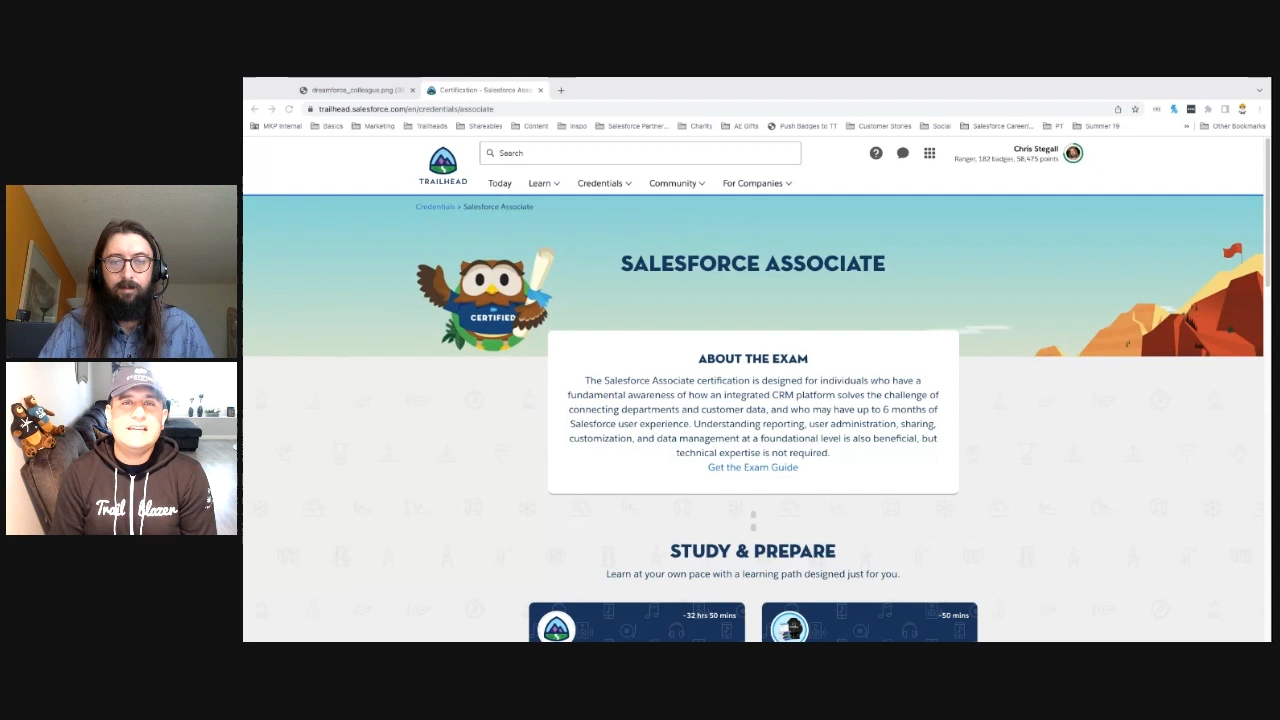 dreamforce_colleague.png
Certification - Salesforce Asso
trailhead.salesforce.com/en/credentials/associate
MKP Internal Basics Marketing Trailheads Shareables Content Inspo Salesforce Partner... Charity AE Gifts Push Badges to TT Customer Stories Social Salesforce Career/... PT Summer 19 » Other Bookmarks
TRAILHEAD
Search
Chris Stegall
Ranger, 182 badges, 58,475 points
Today Learn Credentials Community For Companies
Credentials > Salesforce Associate
SALESFORCE ASSOCIATE
CERTIFIED
ABOUT THE EXAM
The Salesforce Associate certification is designed for individuals who have a
fundamental awareness of how an integrated CRM platform solves the challenge of
connecting departments and customer data, and who may have up to 6 months of
Salesforce user experience. Understanding reporting, user administration, sharing,
customization, and data management at a foundational level is also beneficial, but
technical expertise is not required.
Get the Exam Guide
STUDY & PREPARE
Learn at your own pace with a learning path designed just for you.
~32 hrs 50 mins
~50 mins
Trail Blazer